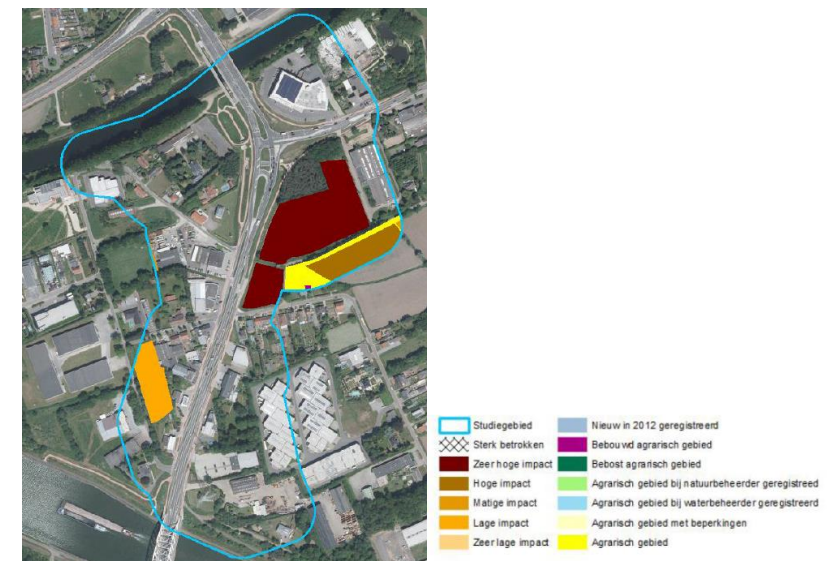 Studiegebied
Sterk betrokken
Zeer hoge impact
Hoge impact
Matige impact
Lage impact
Zeer lage impact
Nieuw in 2012 geregistreerd
Bebouwd agrarisch gebied
Bebost agrarisch gebied
Agrarisch gebied bij natuurbeheerder geregistreed
Agrarisch gebied bij waterbeheerder geregistreerd
Agrarisch gebied met beperkingen
Agrarisch gebied